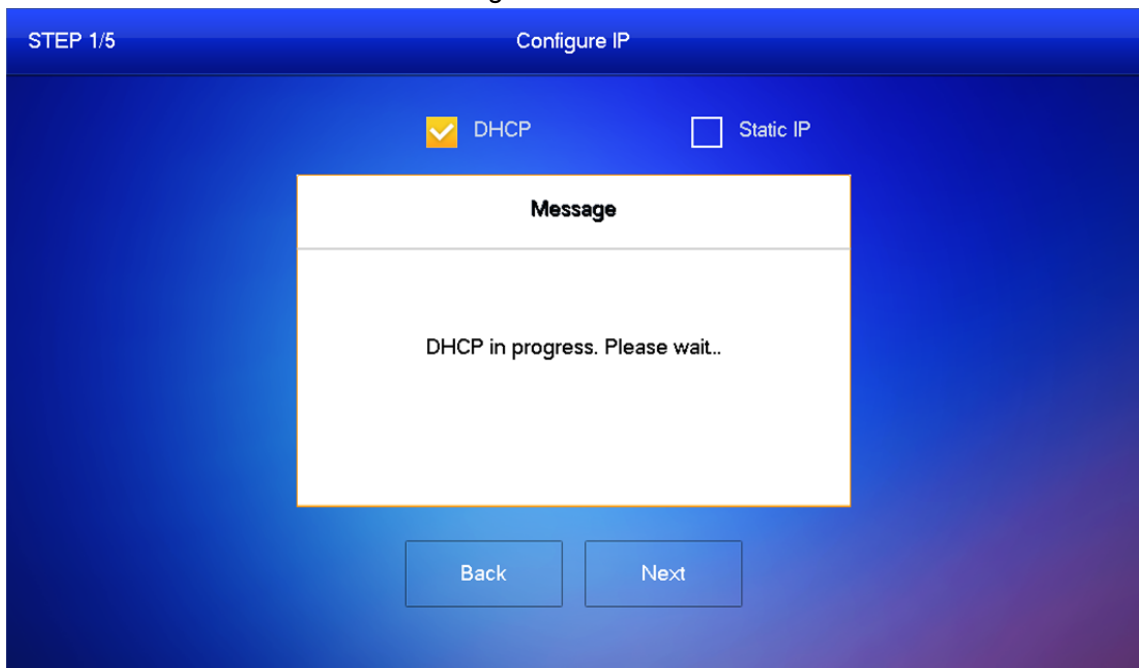 STEP 1/5
Configure IP
DHCP
Static IP
Message
DHCP in progress. Please wait..
Back
Next